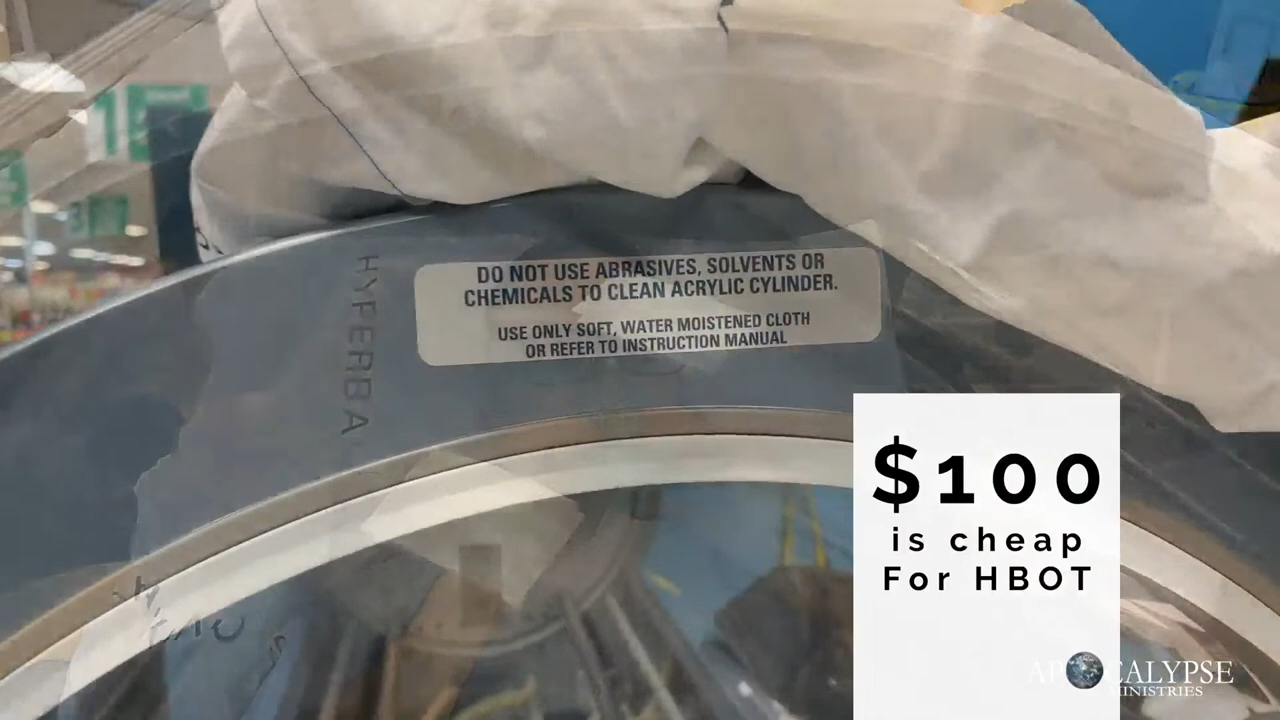 HYPERBA
DO NOT USE ABRASIVES, SOLVENTS OR
CHEMICALS TO CLEAN ACRYLIC CYLINDER.
USE ONLY SOFT, WATER MOISTENED CLOTH
OR REFER TO INSTRUCTION MANUAL
$100
is cheap
For HBOT
APOCALYPSE
MINISTRIES